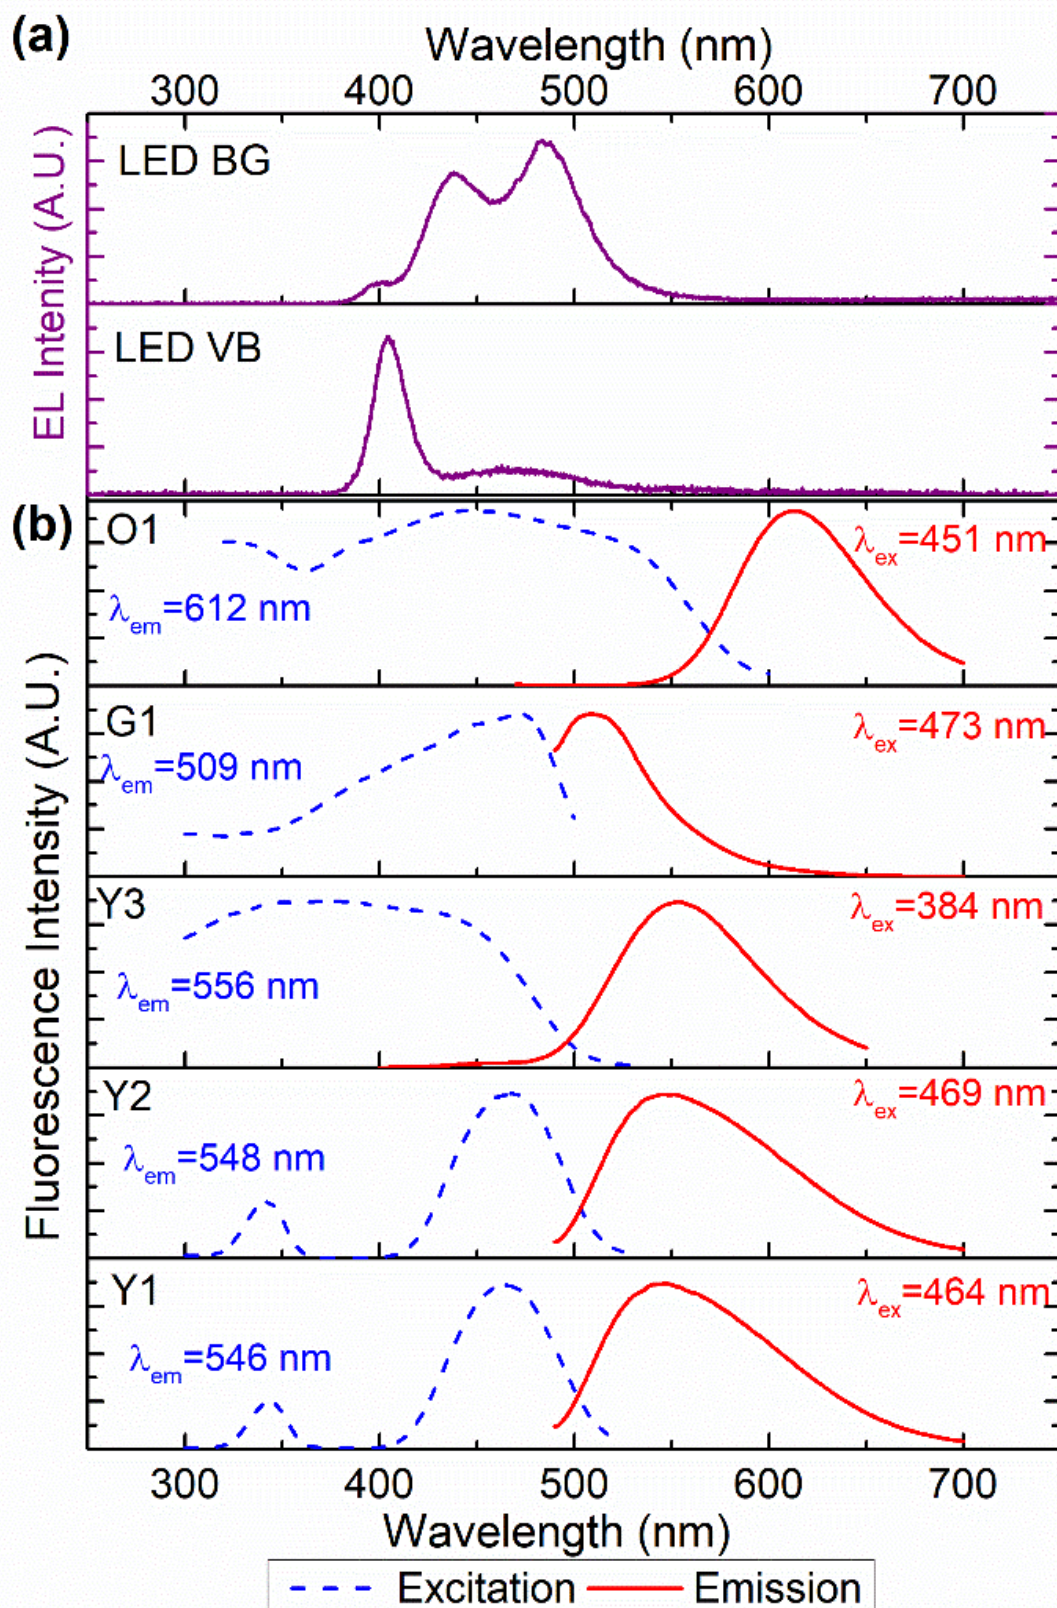 (a)
Wavelength (nm)
300 400 500 600 700
LED BG
EL Intenity (A.U.)
LED VB
(b)
O1
λem=612 nm
λex=451 nm
G1
λem=509 nm
λex=473 nm
Fluorescence Intensity (A.U.)
Y3
λem=556 nm
λex=384 nm
Y2
λem=548 nm
λex=469 nm
Y1
λem=546 nm
λex=464 nm
300 400 500 600 700
Wavelength (nm)
Excitation Emission